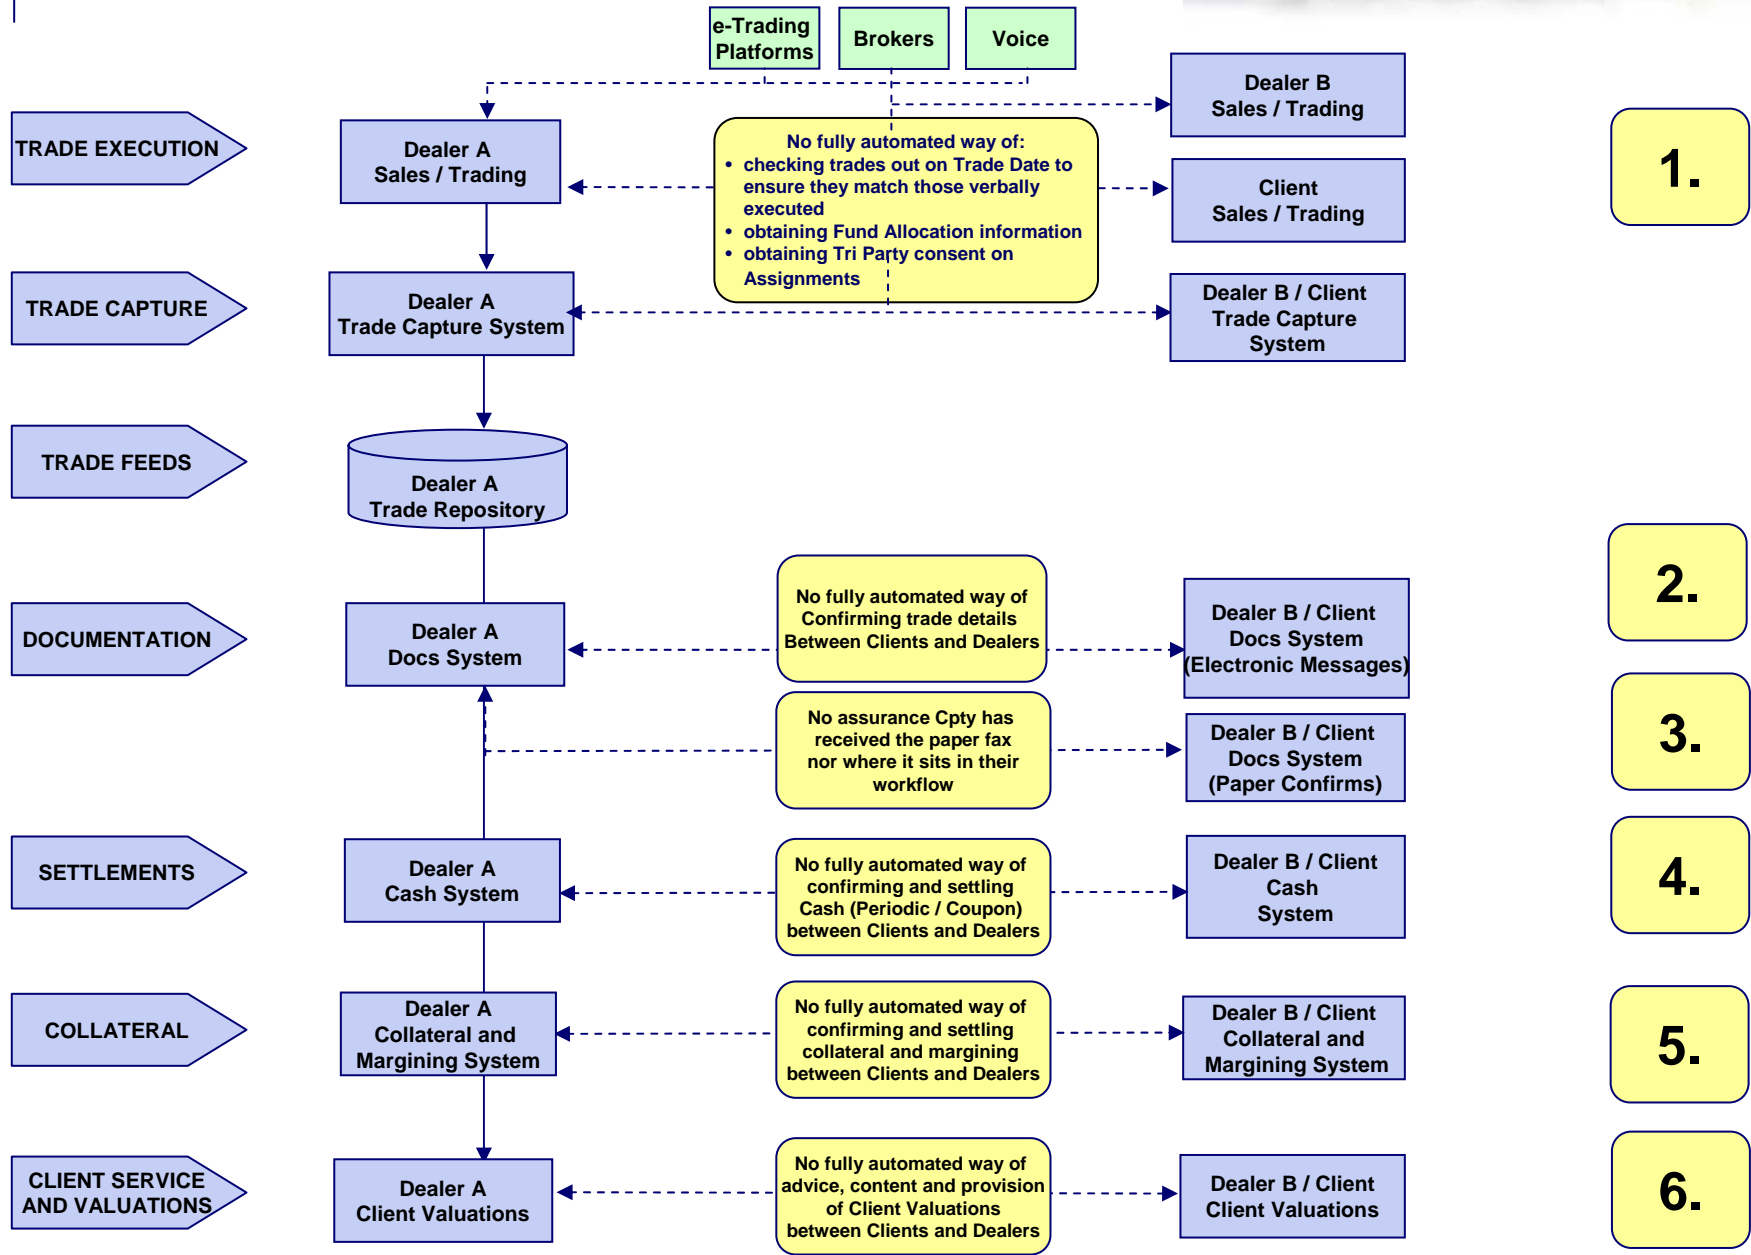 e-Trading
Platforms
Brokers
Voice
Dealer B
Sales / Trading
TRADE EXECUTION
Dealer A
Sales / Trading
No fully automated way of:
• checking trades out on Trade Date to
ensure they match those verbally
executed
• obtaining Fund Allocation information
• obtaining Tri Party consent on
Assignments
Client
Sales / Trading
1.
TRADE CAPTURE
Dealer A
Trade Capture System
Dealer B / Client
Trade Capture
System
TRADE FEEDS
Dealer A
Trade Repository
2.
DOCUMENTATION
Dealer A
Docs System
No fully automated way of
Confirming trade details
Between Clients and Dealers
Dealer B / Client
Docs System
(Electronic Messages)
No assurance Cpty has
received the paper fax
nor where it sits in their
workflow
Dealer B / Client
Docs System
(Paper Confirms)
3.
SETTLEMENTS
Dealer A
Cash System
No fully automated way of
confirming and settling
Cash (Periodic / Coupon)
between Clients and Dealers
Dealer B / Client
Cash
System
4.
COLLATERAL
Dealer A
Collateral and
Margining System
No fully automated way of
confirming and settling
collateral and margining
between Clients and Dealers
Dealer B / Client
Collateral and
Margining System
5.
CLIENT SERVICE
AND VALUATIONS
Dealer A
Client Valuations
No fully automated way of
advice, content and provision
of Client Valuations
between Clients and Dealers
Dealer B / Client
Client Valuations
6.